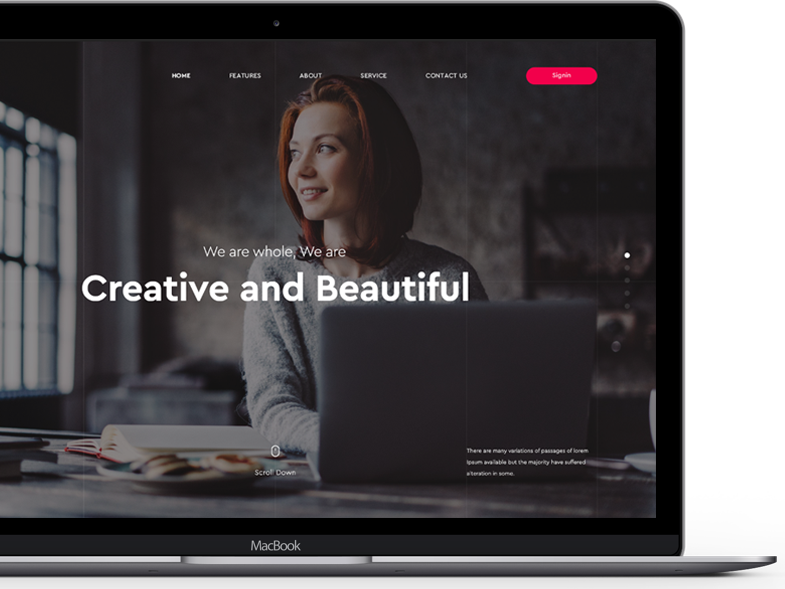 HOME FEATURES ABOUT SERVICE CONTACT US Signin
We are whole, We are
Creative and Beautiful
Scroll Down
There are many variations of passages of lorem
Ipsum available but the majority have suffered
alteration in some.
MacBook